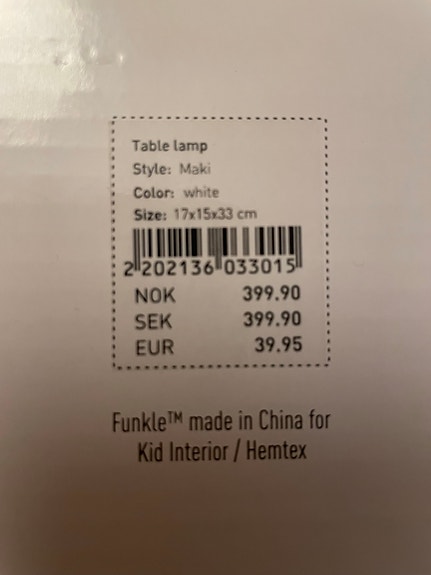 Table lamp
Style: Maki
Color: white
Size: 17x15x33 cm
2 202136 033015
NOK 399.90
SEK 399.90
EUR 39.95
Funkle™ made in China for
Kid Interior / Hemtex